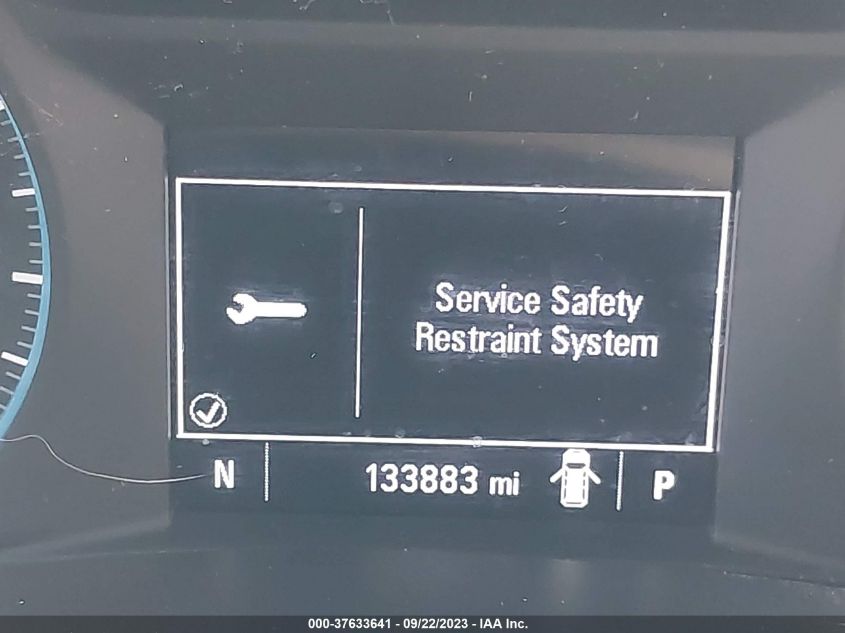 Service Safety
Restraint System
N 133883 mi P
000-37633641 - 09/22/2023 - IAA Inc.